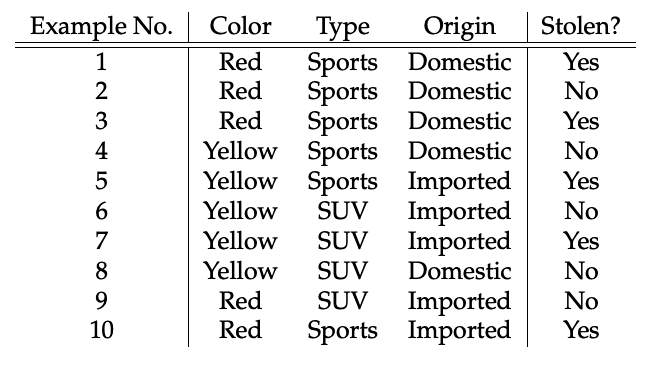 Example No. Color Type Origin Stolen?
1 Red Sports Domestic Yes
2 Red Sports Domestic No
3 Red Sports Domestic Yes
4 Yellow Sports Domestic No
5 Yellow Sports Imported Yes
6 Yellow SUV Imported No
7 Yellow SUV Imported Yes
8 Yellow SUV Domestic No
9 Red SUV Imported No
10 Red Sports Imported Yes